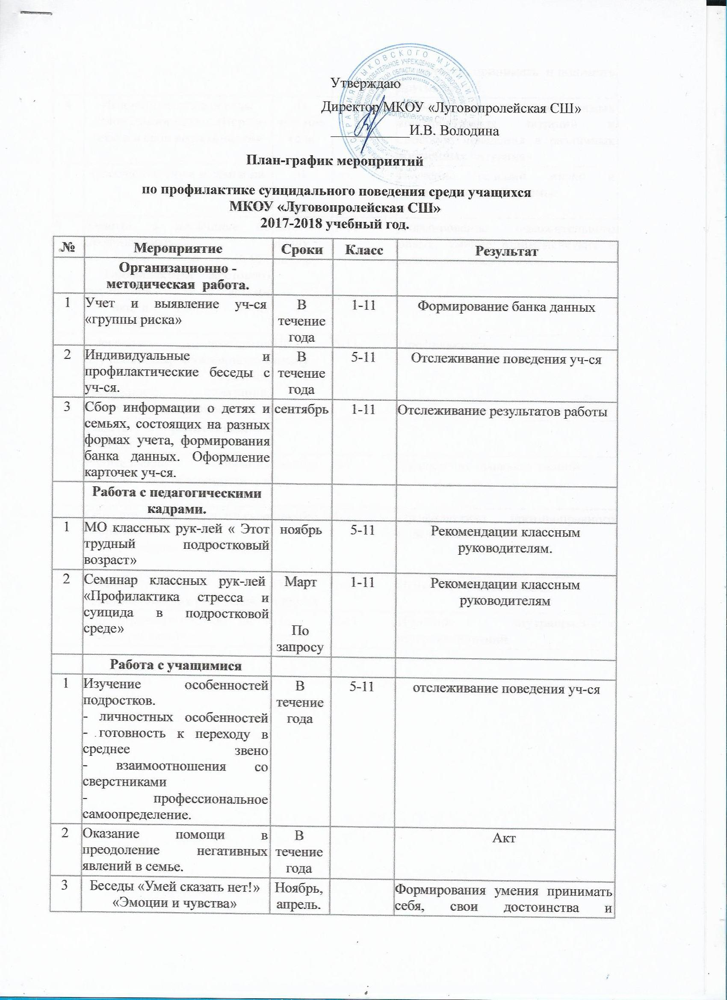 Утверждаю
Директор МКОУ «Луговопролейская СШ»
____________И.В. Володина
План-график мероприятий
по профилактике суицидального поведения среди учащихся
МКОУ «Луговопролейская СШ»
2017-2018 учебный год.
№ Мероприятие Сроки Класс Результат
Организационно -
методическая работа.
1 Учет и выявление уч-ся В 1-11 Формирование банка данных
«группы риска» течение
года
2 Индивидуальные и В 5-11 Отслеживание поведения уч-ся
профилактические беседы с течение
уч-ся. года
3 Сбор информации о детях и сентябрь 1-11 Отслеживание результатов работы
семьях, состоящих на разных
формах учета, формирования
банка данных. Оформление
карточек уч-ся.
Работа с педагогическими
кадрами.
1 МО классных рук-лей « Этот ноябрь 5-11 Рекомендации классным
трудный подростковый руководителям.
возраст»
2 Семинар классных рук-лей Март 1-11 Рекомендации классным
«Профилактика стресса и руководителям
суицида в подростковой
среде» По
запросу
Работа с учащимися
1 Изучение особенностей В 5-11 отслеживание поведения уч-ся
подростков. течение
- личностных особенностей года
- готовность к переходу в
среднее звено
- взаимоотношения со
сверстниками
- профессиональное
самоопределение.
2 Оказание помощи в В Акт
преодоление негативных течение
явлений в семье. года
3 Беседы «Умей сказать нет!» Ноябрь, Формирования умения принимать
«Эмоции и чувства» апрель. себя, свои достоинства и